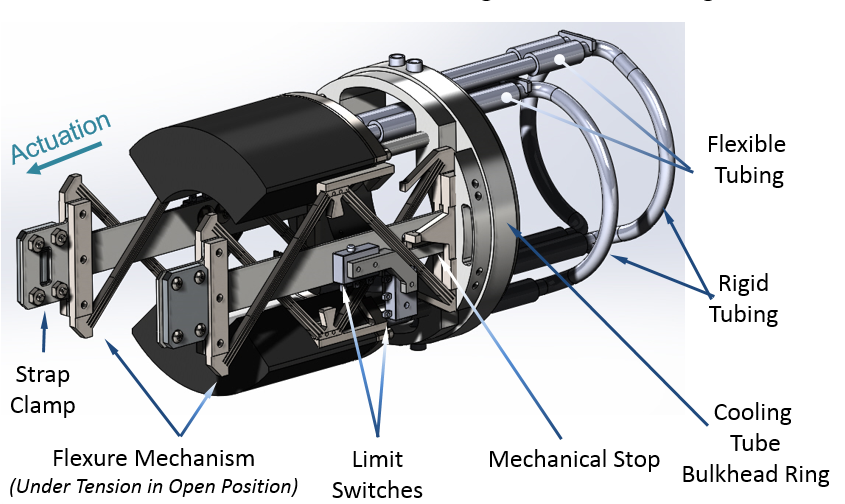 Actuation
Flexible
Tubing
Rigid
Tubing
Strap
Clamp
Cooling
Tube
Bulkhead Ring
Flexure Mechanism
(Under Tension in Open Position)
Limit
Switches
Mechanical Stop